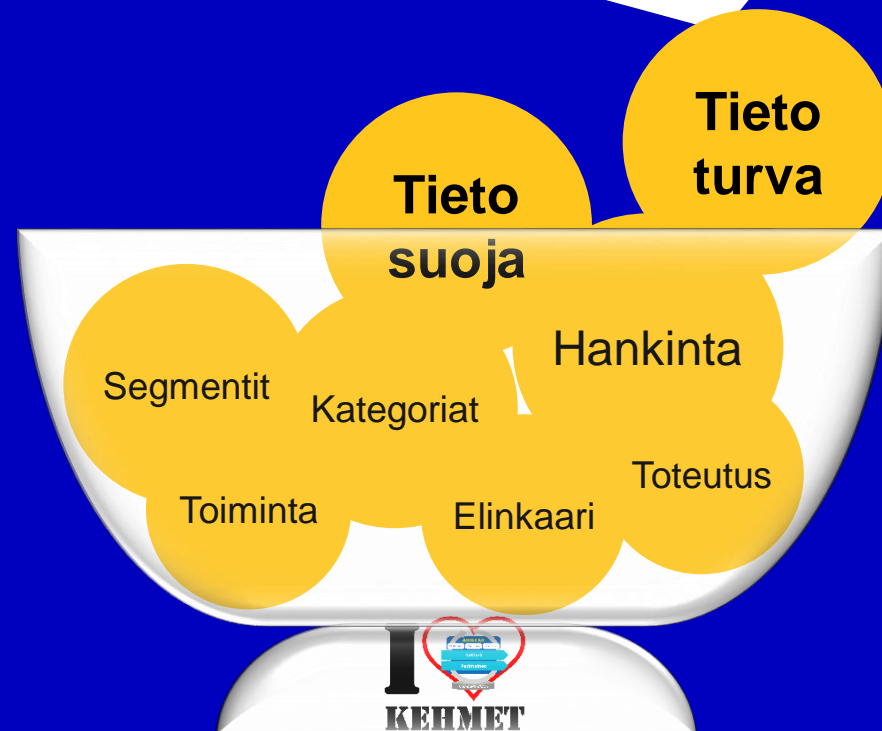 Tieto
turva
Tieto
suoja
Hankinta
Segmentit
Kategoriat
Toteutus
Toiminta
Elinkaari
I
KEHMET